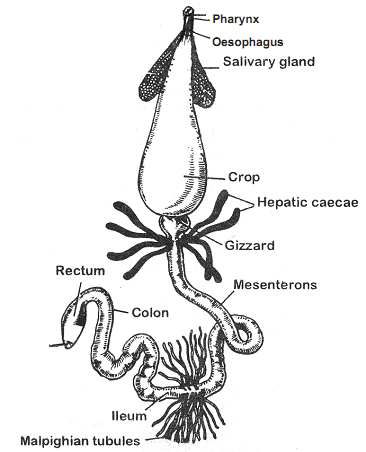 Pharynx
Oesophagus
Salivary gland
Crop
Hepatic caecae
Gizzard
Rectum
Mesenterons
Colon
Ileum
Malpighian tubules